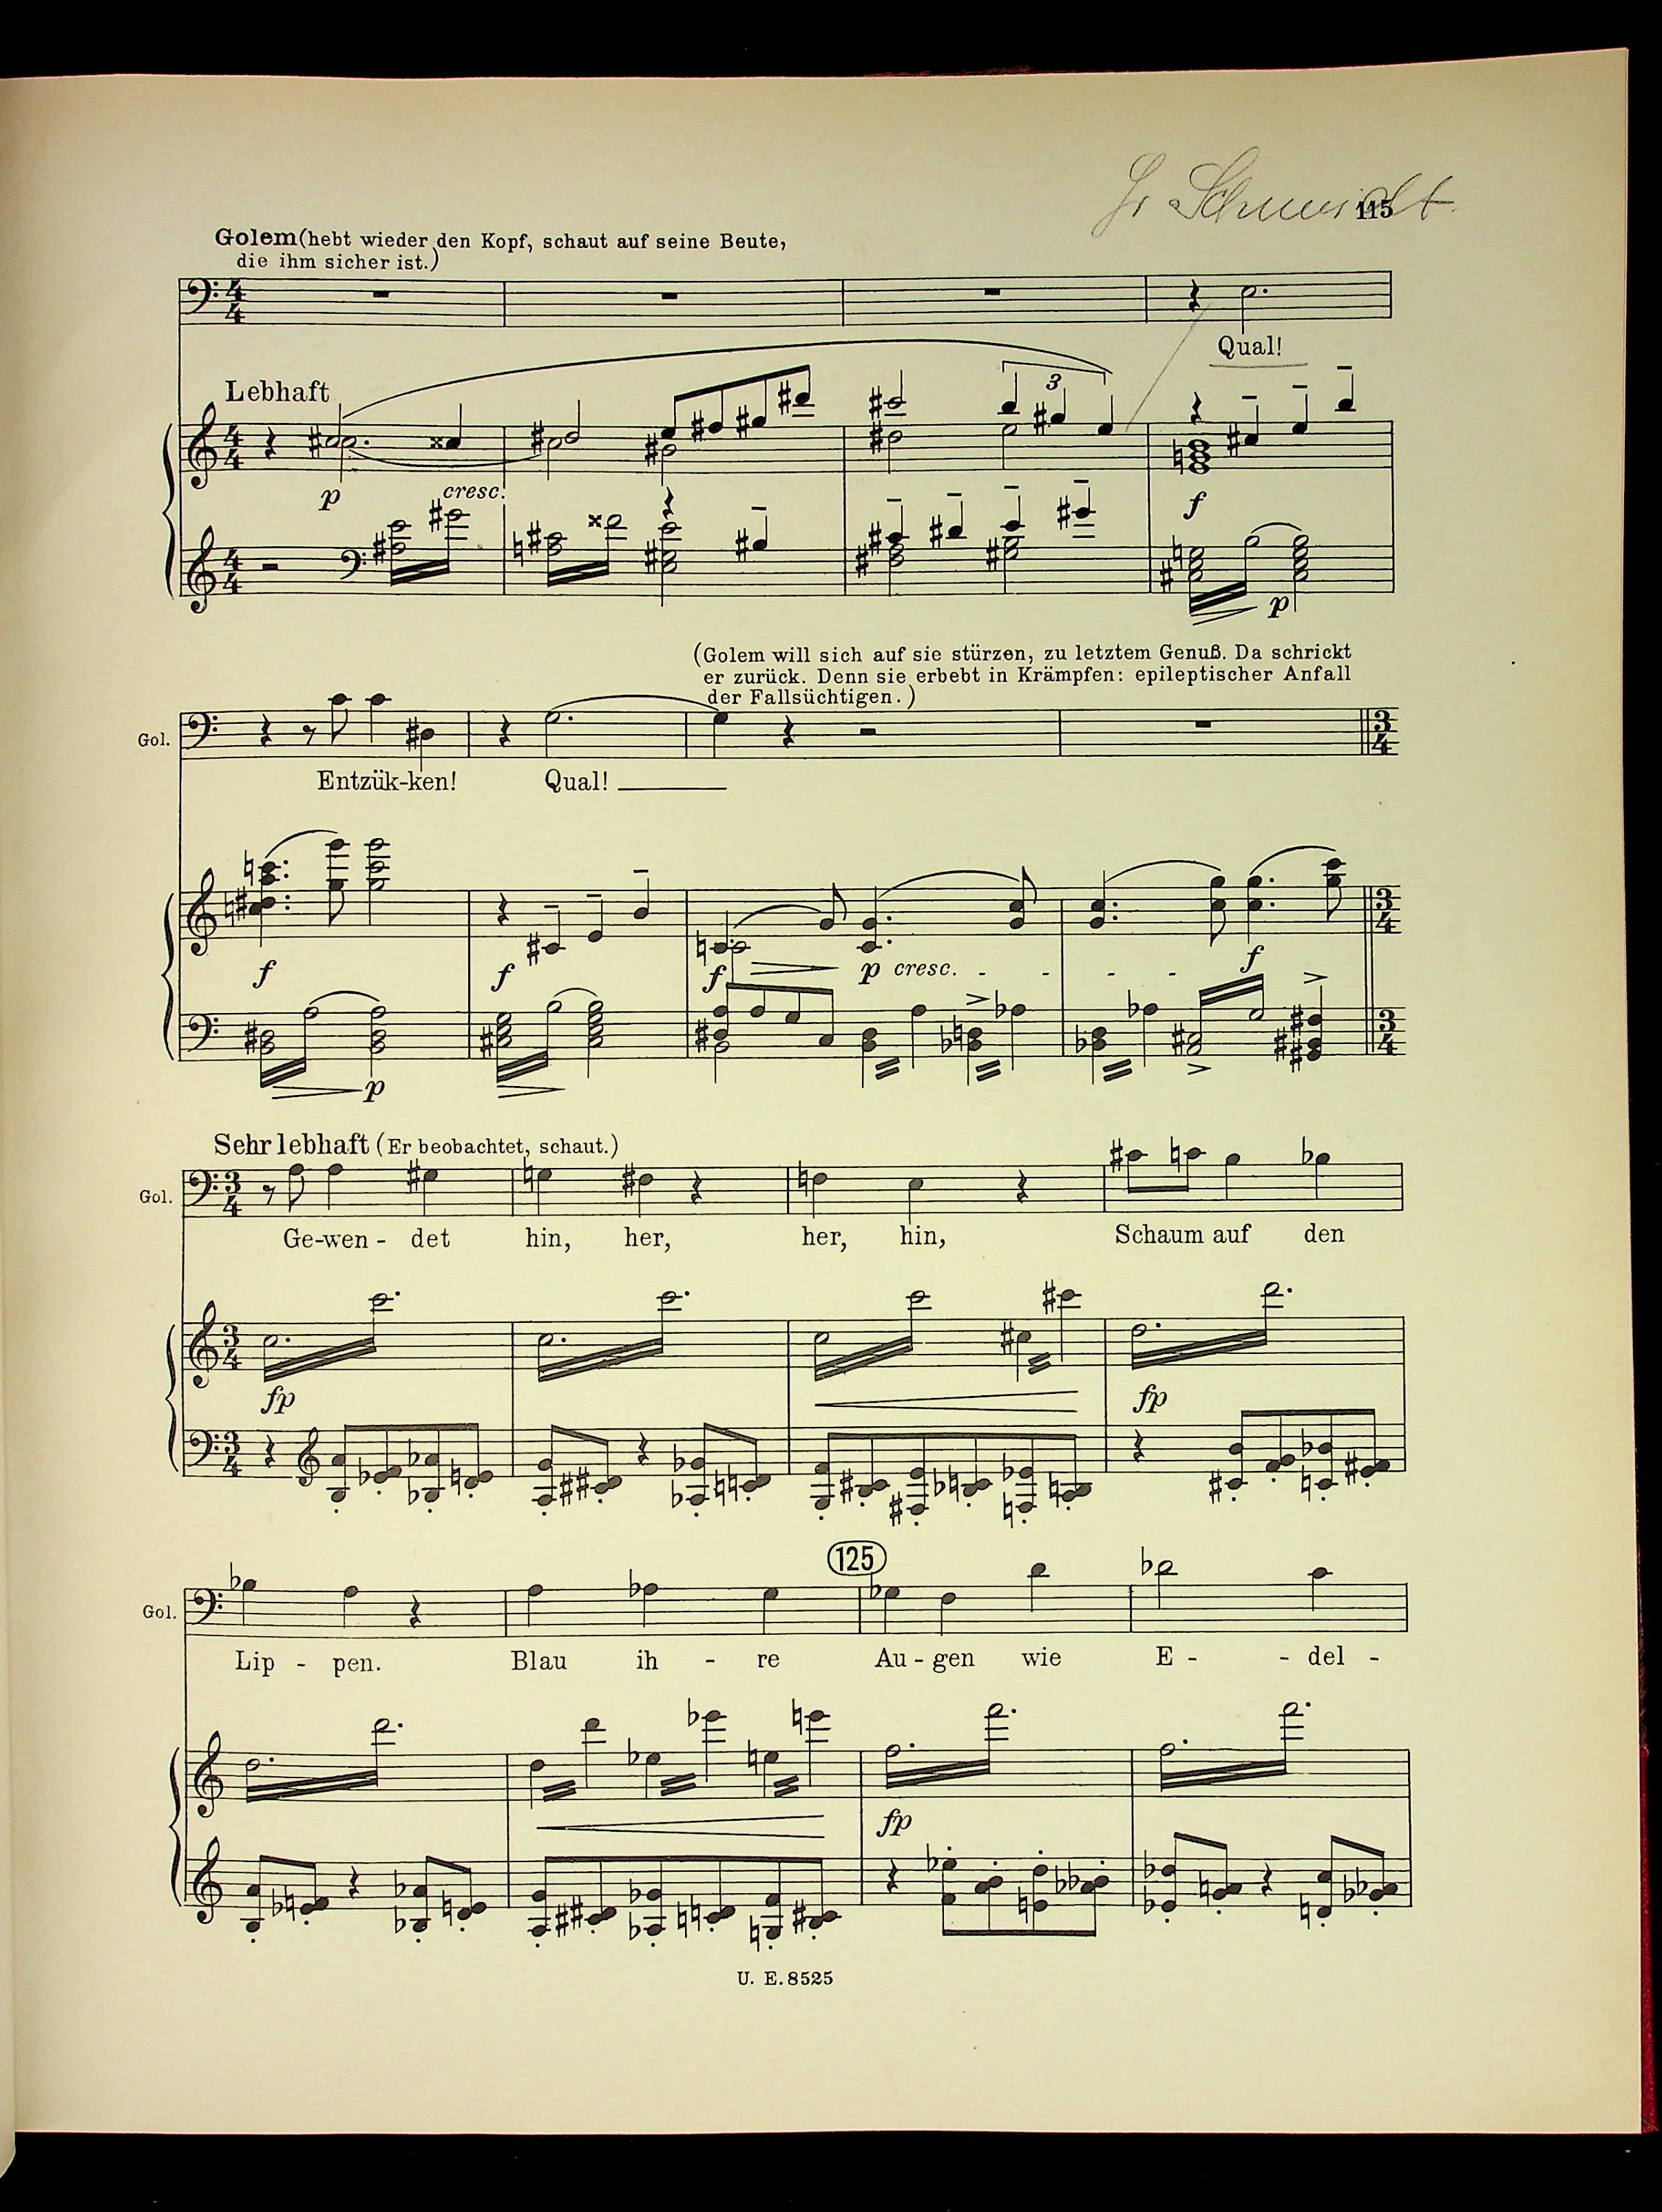 Fr Schmidt
115
Golem (hebt wieder den Kopf, schaut auf seine Beute,
die ihm sicher ist.)
Qual!
Lebhaft
3
p
cresc.
f
p
(Golem will sich auf sie stürzen, zu letztem Genuß. Da schrickt
er zurück. Denn sie erbebt in Krämpfen: epileptischer Anfall
der Fallsüchtigen.)
Gol.
Entzük-ken! Qual!
f f f p cresc. - - - - f
p
Sehr lebhaft (Er beobachtet, schaut.)
Gol.
Ge-wen - det hin, her, her, hin, Schaum auf den
fp fp
125
Gol.
Lip - pen. Blau ih - re Au - gen wie E - - del -
fp
U. E. 8525